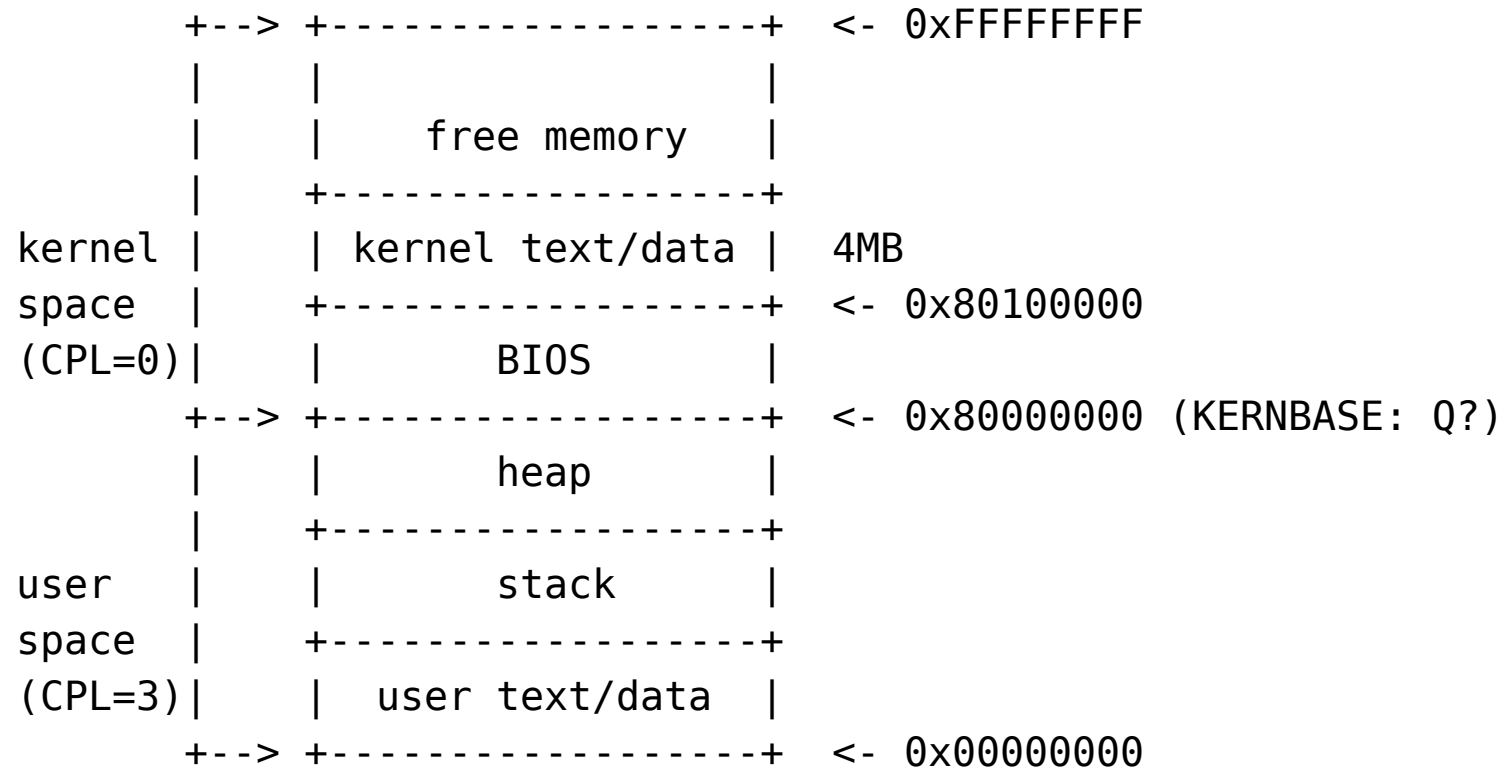 +--> +------------------+  <- 0xFFFFFFFF
      |    |                  |
      |    |    free memory   |
      |    +------------------+
kernel |    | kernel text/data |  4MB
space  |    +------------------+  <- 0x80100000
(CPL=0)|    |       BIOS       |
      +--> +------------------+  <- 0x80000000 (KERNBASE: Q?)
      |    |       heap       |
      |    +------------------+
user   |    |       stack      |
space  |    +------------------+
(CPL=3)|    |  user text/data  |
      +--> +------------------+  <- 0x00000000